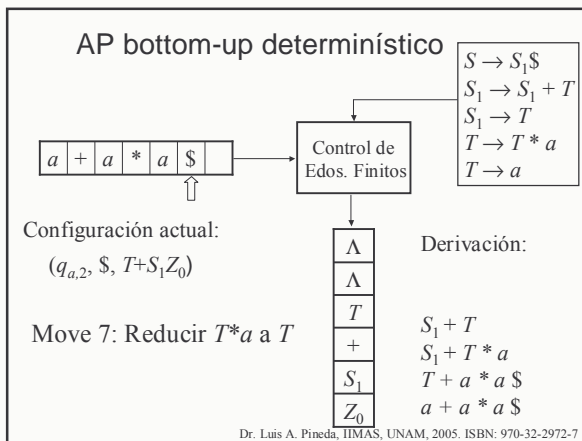 AP bottom-up determinístico
S → S₁$
S₁ → S₁ + T
S₁ → T
T → T * a
T → a
a + a * a $
Control de
Edos. Finitos
Configuración actual:
(qₐ,₂, $, T+S₁Z₀)
Move 7: Reducir T*a a T
Λ
Λ
T
+
S₁
Z₀
Derivación:
S₁ + T
S₁ + T * a
T + a * a $
a + a * a $
Dr. Luis A. Pineda, IIMAS, UNAM, 2005. ISBN: 970-32-2972-7